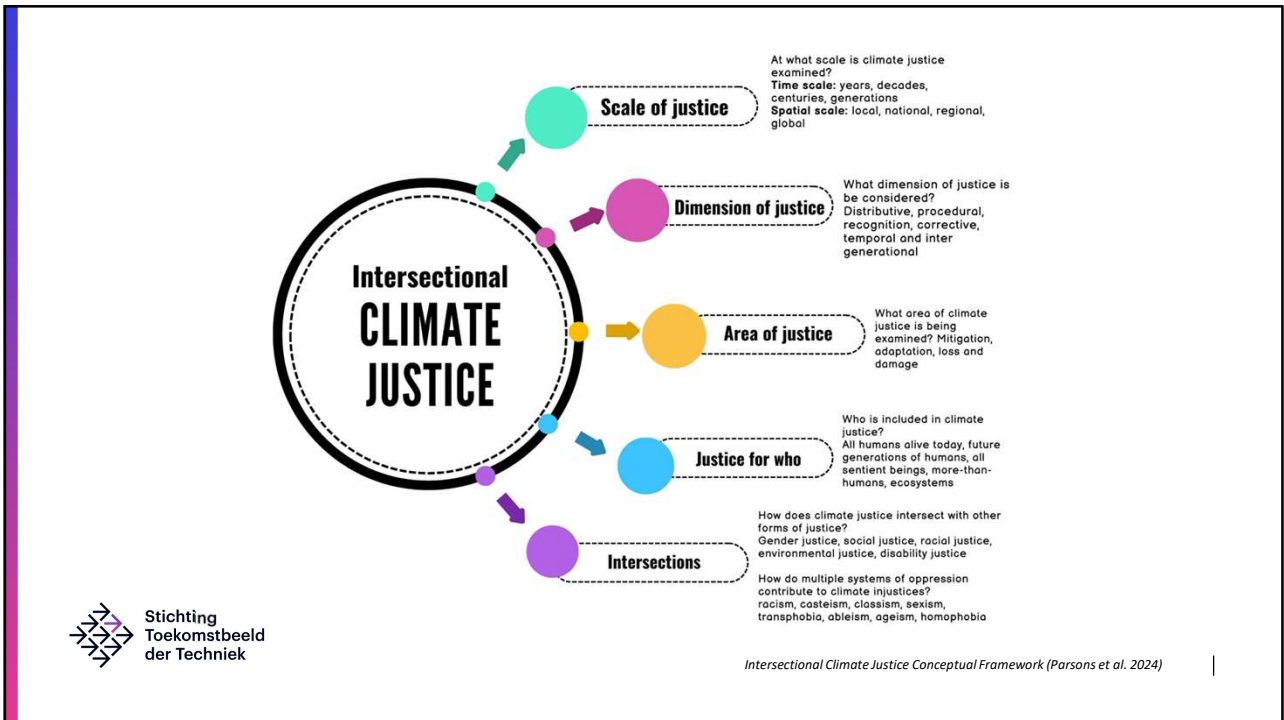 At what scale is climate justice
examined?
Time scale: years, decades,
centuries, generations
Spatial scale: local, national, regional,
global
Scale of justice
What dimension of justice is
be considered?
Distributive, procedural,
recognition, corrective,
temporal and inter
generational
Dimension of justice
Intersectional
CLIMATE
JUSTICE
What area of climate
justice is being
examined? Mitigation,
adaptation, loss and
damage
Area of justice
Who is included in climate
justice?
All humans alive today, future
generations of humans, all
sentient beings, more-than-
humans, ecosystems
Justice for who
How does climate justice intersect with other
forms of justice?
Gender justice, social justice, racial justice,
environmental justice, disability justice
Intersections
How do multiple systems of oppression
contribute to climate injustices?
racism, casteism, classism, sexism,
transphobia, ableism, ageism, homophobia
Stichting
Toekomstbeeld
der Techniek
Intersectional Climate Justice Conceptual Framework (Parsons et al. 2024)